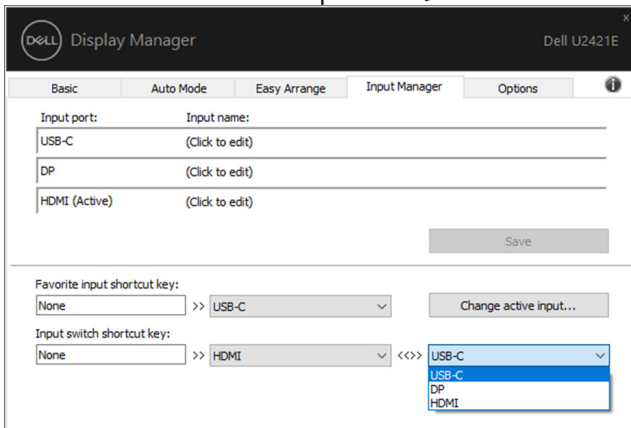 DELL Display Manager
x
Dell U2421E
Basic Auto Mode Easy Arrange Input Manager Options i
Input port: Input name:
USB-C (Click to edit)
DP (Click to edit)
HDMI (Active) (Click to edit)
Save
Favorite input shortcut key:
None >> USB-C Change active input...
Input switch shortcut key:
None >> HDMI <<>> USB-C
USB-C
DP
HDMI